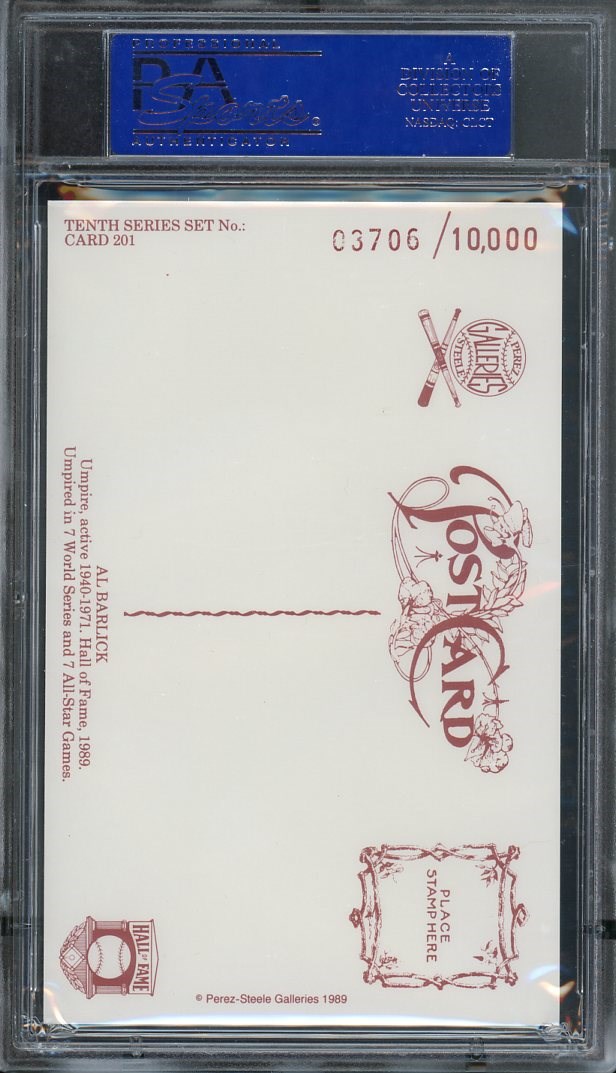 PROFESSIONAL
PSA
Sports
AUTHENTICATOR
A
DIVISION OF
COLLECTORS
UNIVERSE
NASDAQ: CLCT
TENTH SERIES SET No.:
CARD 201
03706 / 10,000
PEREZ
GALLERIES
STEELE
POST CARD
AL BARLICK
Umpire, active 1940-1971. Hall of Fame, 1989.
Umpired in 7 World Series and 7 All-Star Games.
PLACE
STAMP HERE
HALL OF FAME
© Perez-Steele Galleries 1989